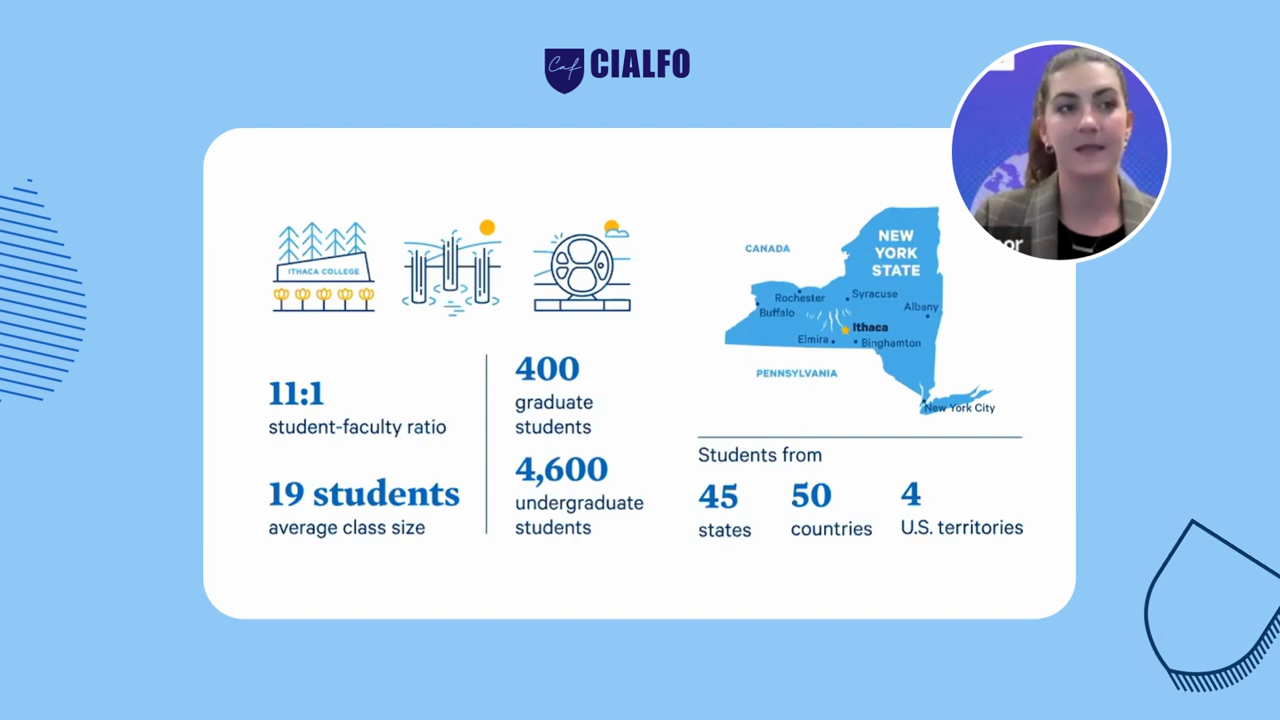 Caf CIALFO
ITHACA COLLEGE
11:1
student-faculty ratio
19 students
average class size
400
graduate
students
4,600
undergraduate
students
CANADA
NEW
YORK
STATE
Rochester
Syracuse
Buffalo
Albany
Ithaca
Elmira
Binghamton
PENNSYLVANIA
New York City
Students from
45
states
50
countries
4
U.S. territories